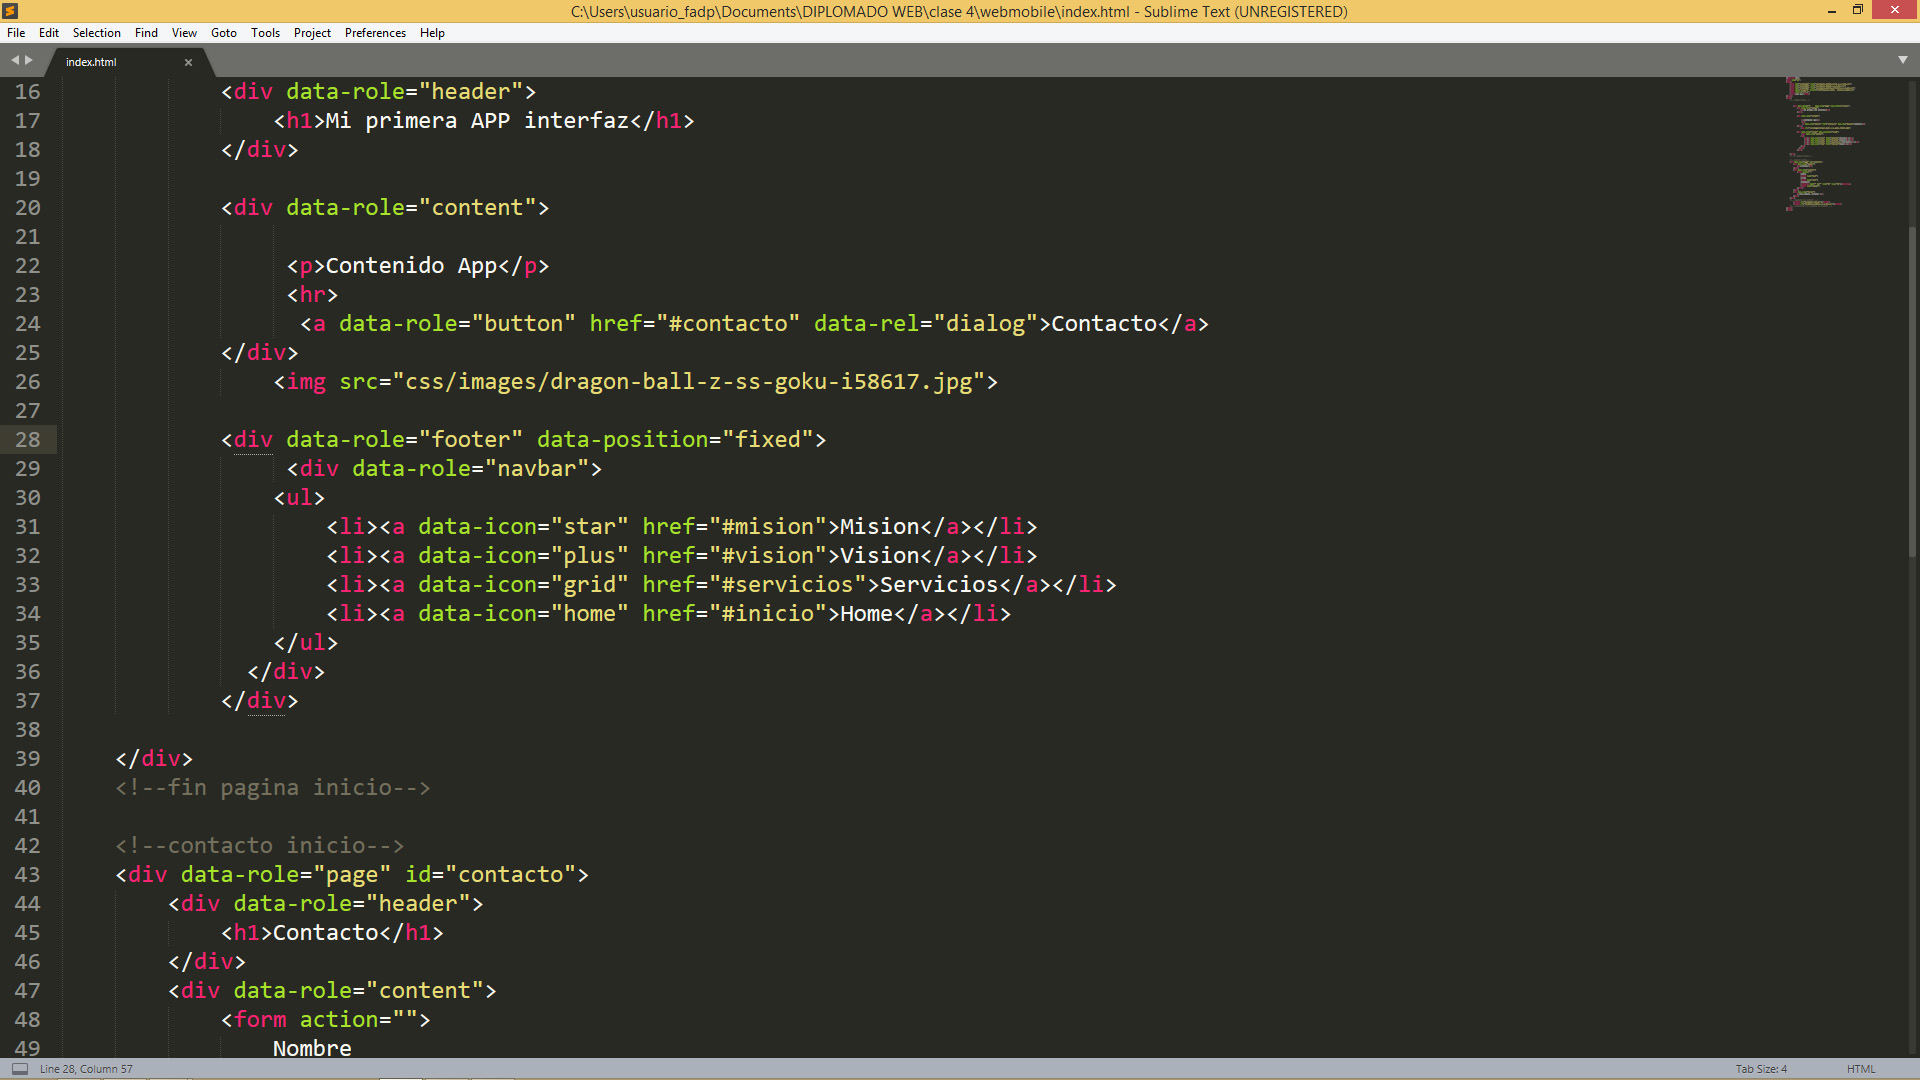 C:\Users\usuario_fadp\Documents\DIPLOMADO WEB\clase 4\webmobile\index.html - Sublime Text (UNREGISTERED)
File Edit Selection Find View Goto Tools Project Preferences Help
index.html
16 <div data-role="header">
17 <h1>Mi primera APP interfaz</h1>
18 </div>
19
20 <div data-role="content">
21
22 <p>Contenido App</p>
23 <hr>
24 <a data-role="button" href="#contacto" data-rel="dialog">Contacto</a>
25 </div>
26 <img src="css/images/dragon-ball-z-ss-goku-i58617.jpg">
27
28 <div data-role="footer" data-position="fixed">
29 <div data-role="navbar">
30 <ul>
31 <li><a data-icon="star" href="#mision">Mision</a></li>
32 <li><a data-icon="plus" href="#vision">Vision</a></li>
33 <li><a data-icon="grid" href="#servicios">Servicios</a></li>
34 <li><a data-icon="home" href="#inicio">Home</a></li>
35 </ul>
36 </div>
37 </div>
38
39 </div>
40 <!--fin pagina inicio-->
41
42 <!--contacto inicio-->
43 <div data-role="page" id="contacto">
44 <div data-role="header">
45 <h1>Contacto</h1>
46 </div>
47 <div data-role="content">
48 <form action="">
49 Nombre
Line 28, Column 57 Tab Size: 4 HTML